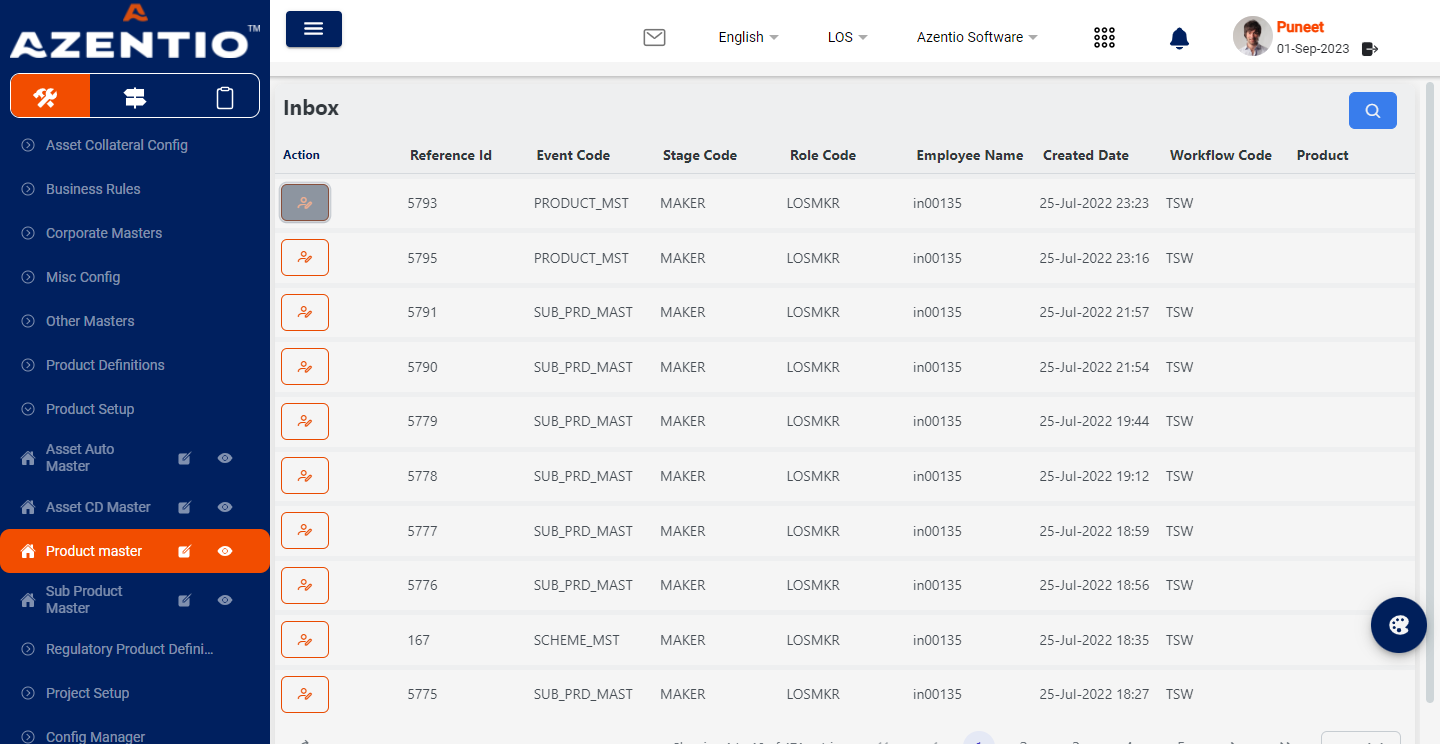 AZENTIO™
English
LOS
Azentio Software
Puneet
01-Sep-2023
Asset Collateral Config
Business Rules
Corporate Masters
Misc Config
Other Masters
Product Definitions
Product Setup
Asset Auto
Master
Asset CD Master
Product master
Sub Product
Master
Regulatory Product Defini...
Project Setup
Config Manager
Inbox
Action Reference Id Event Code Stage Code Role Code Employee Name Created Date Workflow Code Product
5793 PRODUCT_MST MAKER LOSMKR in00135 25-Jul-2022 23:23 TSW
5795 PRODUCT_MST MAKER LOSMKR in00135 25-Jul-2022 23:16 TSW
5791 SUB_PRD_MAST MAKER LOSMKR in00135 25-Jul-2022 21:57 TSW
5790 SUB_PRD_MAST MAKER LOSMKR in00135 25-Jul-2022 21:54 TSW
5779 SUB_PRD_MAST MAKER LOSMKR in00135 25-Jul-2022 19:44 TSW
5778 SUB_PRD_MAST MAKER LOSMKR in00135 25-Jul-2022 19:12 TSW
5777 SUB_PRD_MAST MAKER LOSMKR in00135 25-Jul-2022 18:59 TSW
5776 SUB_PRD_MAST MAKER LOSMKR in00135 25-Jul-2022 18:56 TSW
167 SCHEME_MST MAKER LOSMKR in00135 25-Jul-2022 18:35 TSW
5775 SUB_PRD_MAST MAKER LOSMKR in00135 25-Jul-2022 18:27 TSW